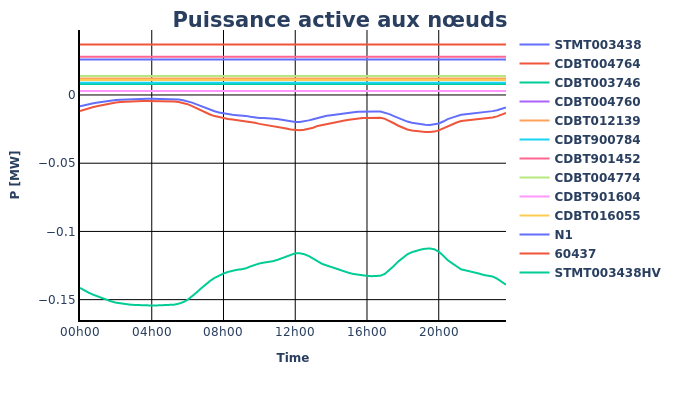 Puissance active aux nœuds
P [MW]
0
−0.05
−0.1
−0.15
00h00 04h00 08h00 12h00 16h00 20h00
Time
STMT003438
CDBT004764
CDBT003746
CDBT004760
CDBT012139
CDBT900784
CDBT901452
CDBT004774
CDBT901604
CDBT016055
N1
60437
STMT003438HV